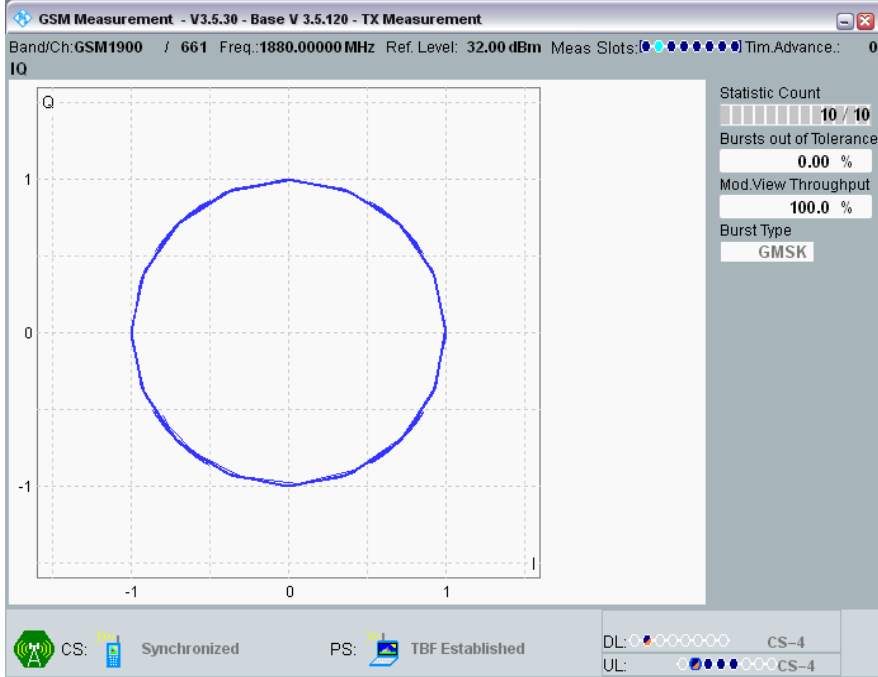 GSM Measurement - V3.5.30 - Base V 3.5.120 - TX Measurement
Band/Ch:GSM1900 / 661 Freq.:1880.00000 MHz Ref. Level: 32.00 dBm Meas Slots: Tim.Advance.: 0
IQ
Statistic Count
10 / 10
Bursts out of Tolerance
0.00 %
Mod.View Throughput
100.0 %
Burst Type
GMSK
Q
1
0
-1
I
-1 0 1
CS: Synchronized PS: TBF Established
DL: CS-4
UL: CS-4